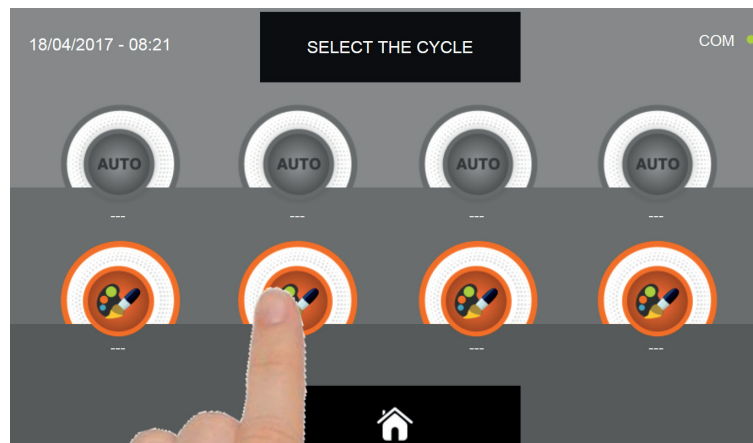 18/04/2017 - 08:21
SELECT THE CYCLE
COM
AUTO AUTO AUTO AUTO
--- --- --- ---
--- --- ---